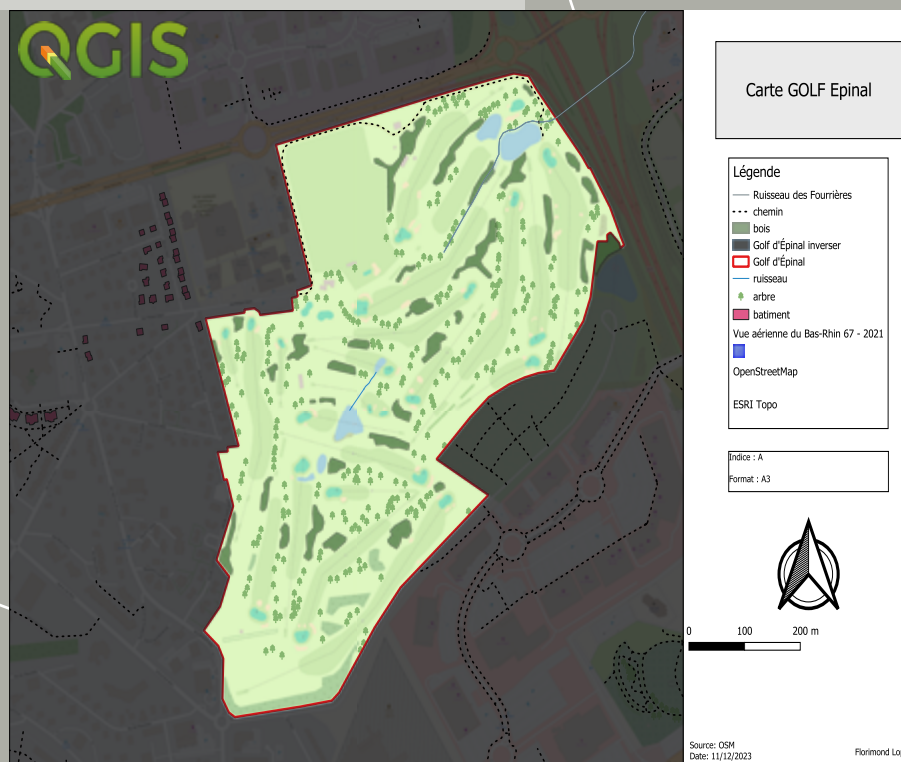 QGIS
Carte GOLF Epinal
Légende
Ruisseau des Fourrières
chemin
bois
Golf d'Épinal inverser
Golf d'Épinal
ruisseau
arbre
batiment
Vue aérienne du Bas-Rhin 67 - 2021
OpenStreetMap
ESRI Topo
Indice : A
Format : A3
0 100 200 m
Source: OSM
Date: 11/12/2023
Florimond